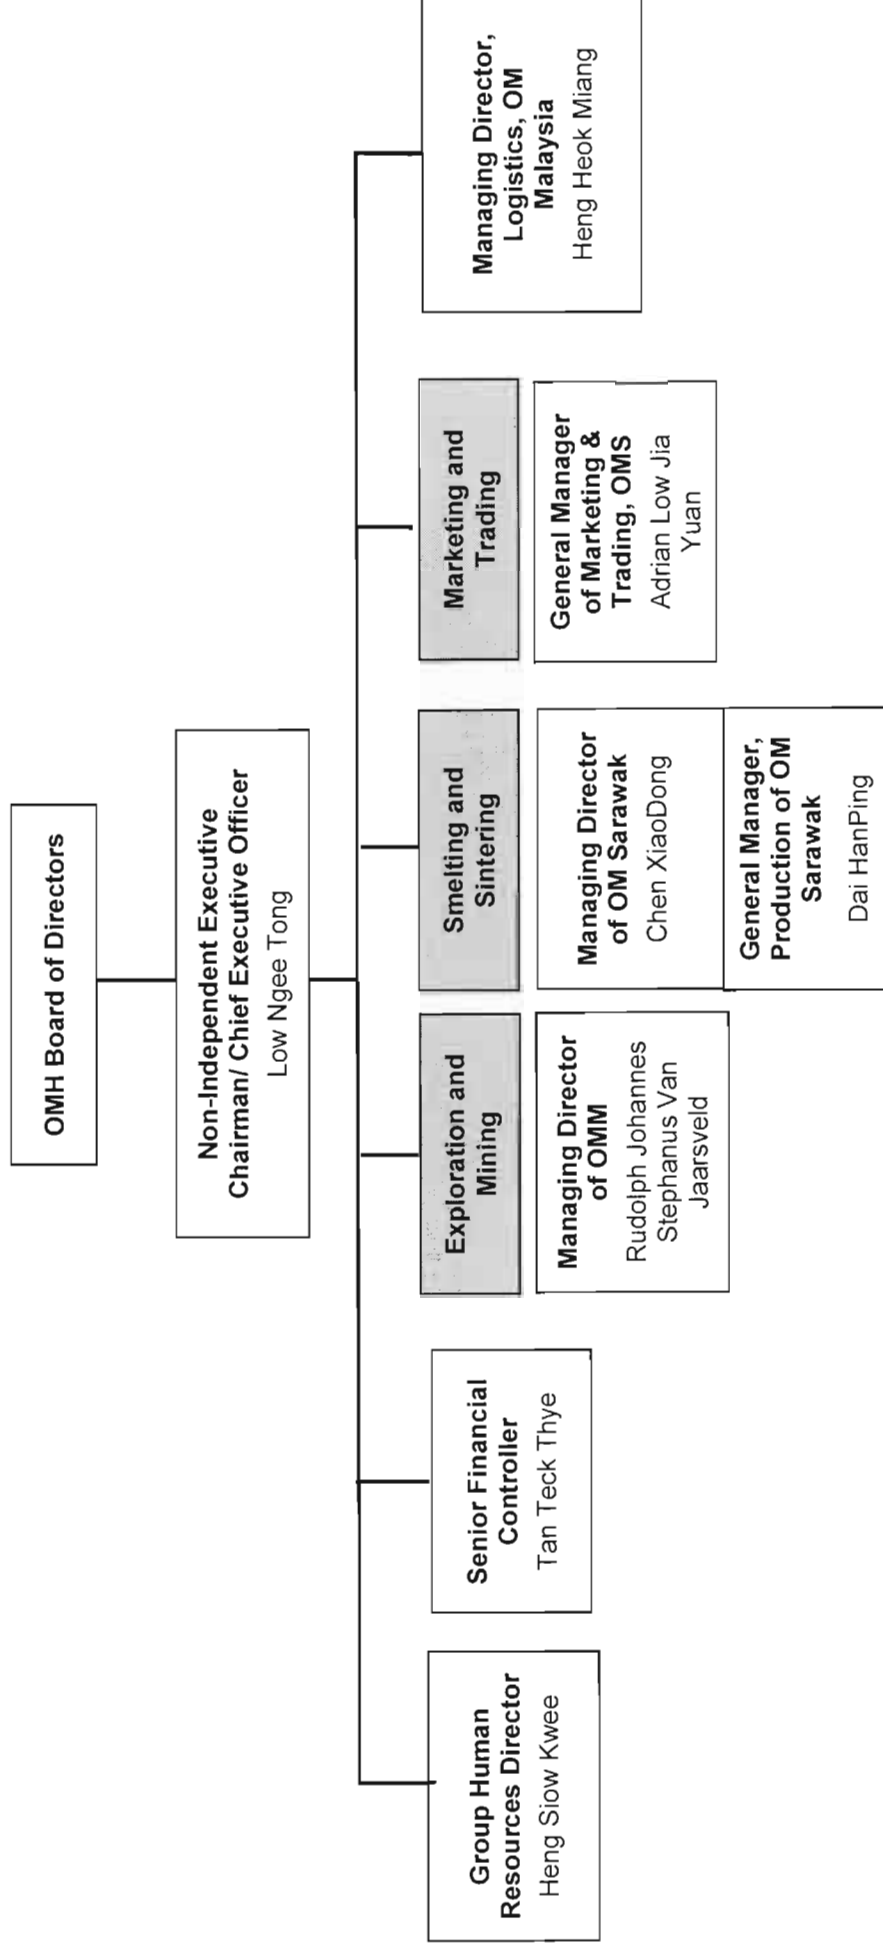 OMH Board of Directors
Non-Independent Executive
Chairman/ Chief Executive Officer
Low Ngee Tong
Group Human
Resources Director
Heng Siow Kwee
Senior Financial
Controller
Tan Teck Thye
Exploration and
Mining
Managing Director
of OMM
Rudolph Johannes
Stephanus Van
Jaarsveld
Smelting and
Sintering
Managing Director
of OM Sarawak
Chen XiaoDong
General Manager,
Production of OM
Sarawak
Dai HanPing
Marketing and
Trading
General Manager
of Marketing &
Trading, OMS
Adrian Low Jia
Yuan
Managing Director,
Logistics, OM
Malaysia
Heng Heok Miang